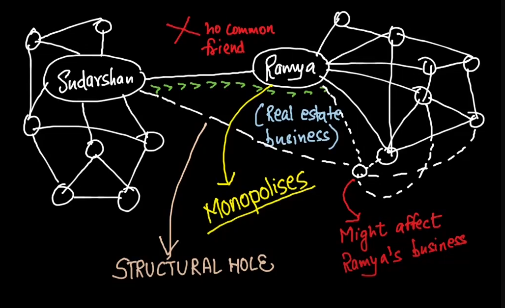 no common
friend
Sudarshan
Ramya
(Real estate
business)
Monopolises
STRUCTURAL HOLE
Might affect
Ramya's business